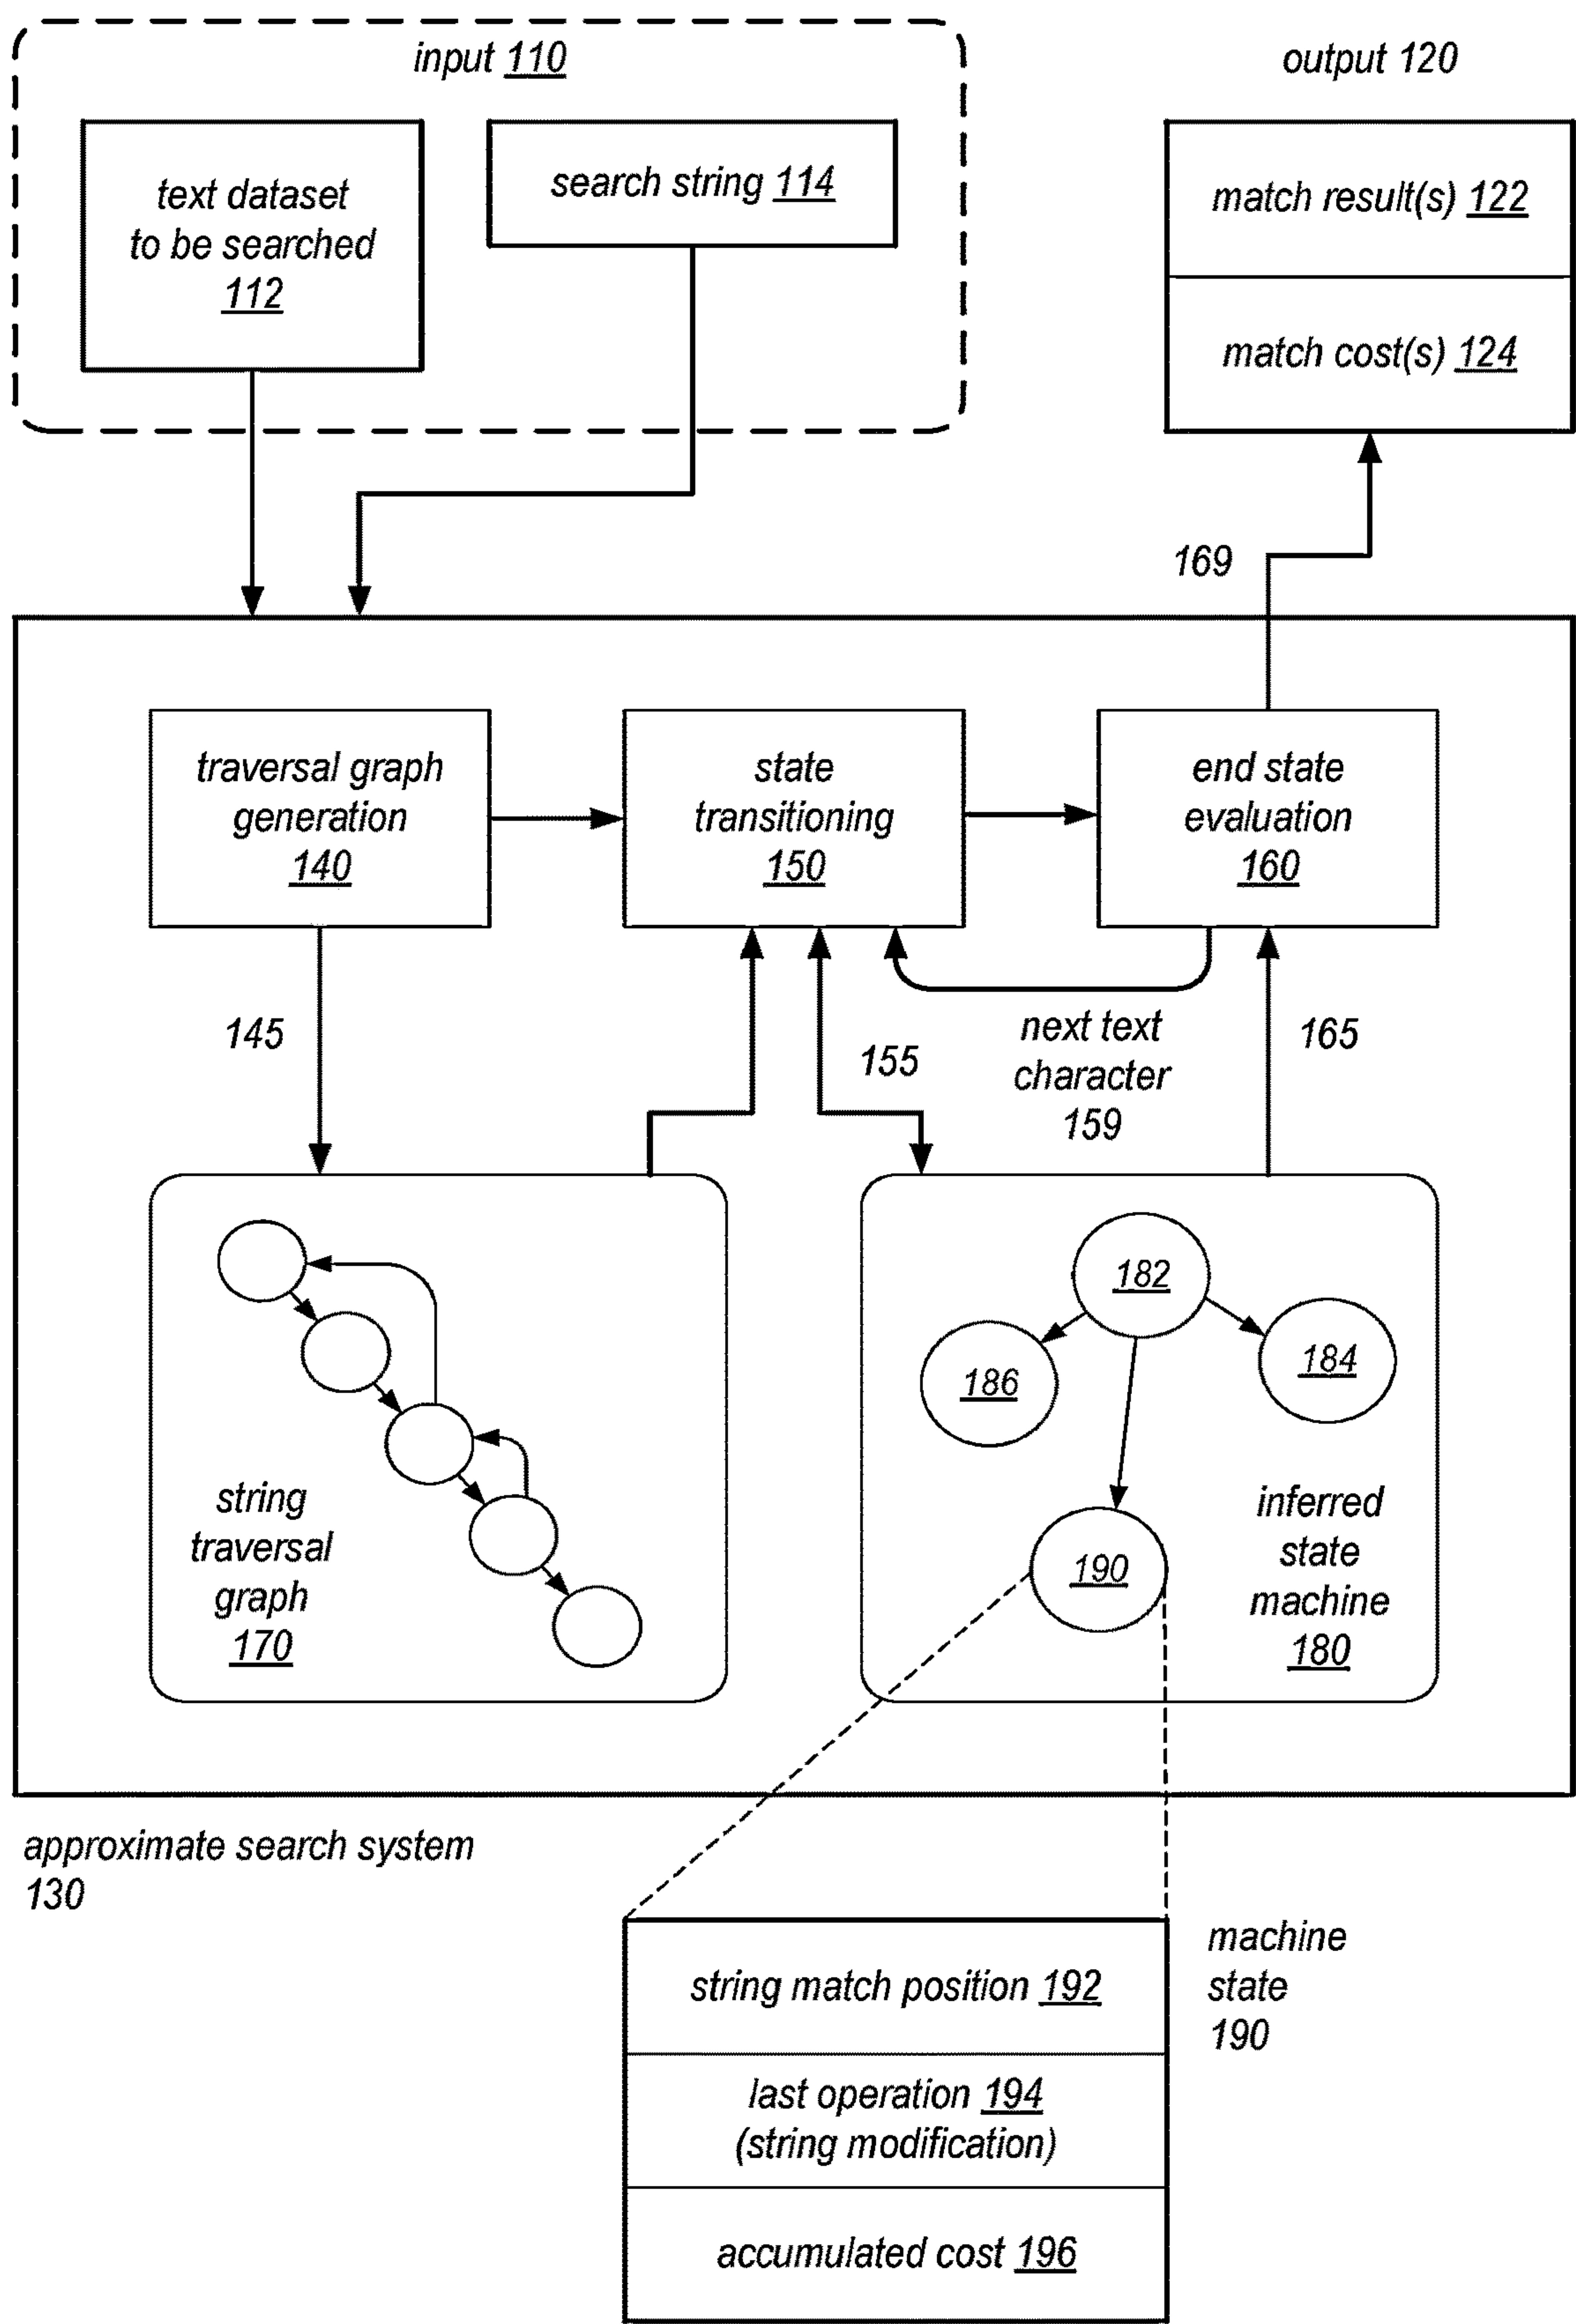 input 110
output 120
text dataset
to be searched
112
search string 114
match result(s) 122
match cost(s) 124
169
traversal graph
generation
140
state
transitioning
150
end state
evaluation
160
145
155
next text
character
159
165
string
traversal
graph
170
182
186
184
190
inferred
state
machine
180
approximate search system
130
string match position 192
last operation 194
(string modification)
accumulated cost 196
machine
state
190